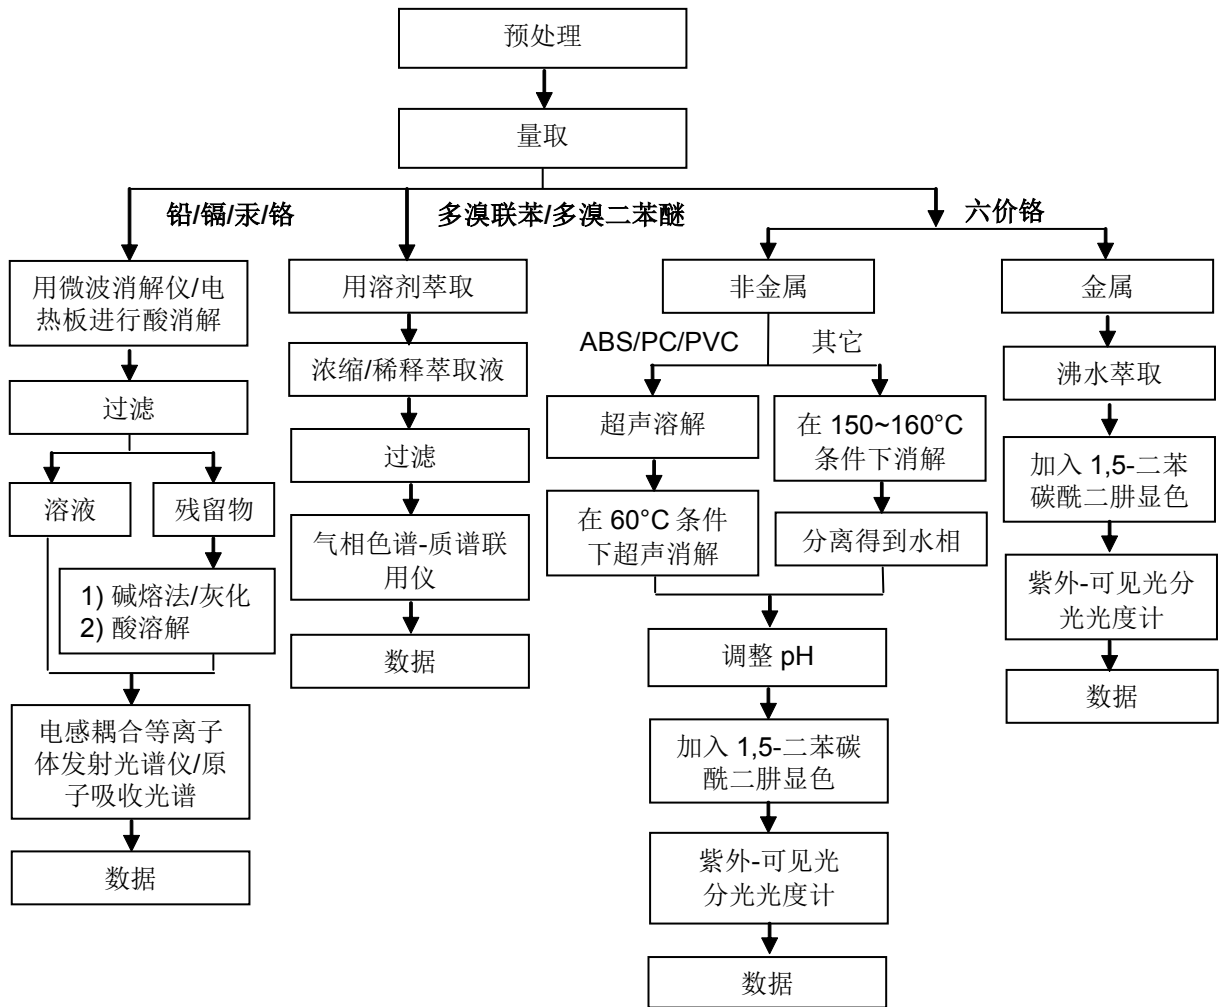 预处理
量取
铅/镉/汞/铬
多溴联苯/多溴二苯醚
六价铬
用微波消解仪/电
热板进行酸消解
过滤
溶液
残留物
1) 碱熔法/灰化
2) 酸溶解
电感耦合等离子
体发射光谱仪/原
子吸收光谱
数据
用溶剂萃取
浓缩/稀释萃取液
过滤
气相色谱-质谱联
用仪
数据
非金属
ABS/PC/PVC
其它
超声溶解
在 60°C 条件
下超声消解
在 150~160°C
条件下消解
分离得到水相
调整 pH
加入 1,5-二苯碳
酰二肼显色
紫外-可见光
分光光度计
数据
金属
沸水萃取
加入 1,5-二苯
碳酰二肼显色
紫外-可见光分
光光度计
数据